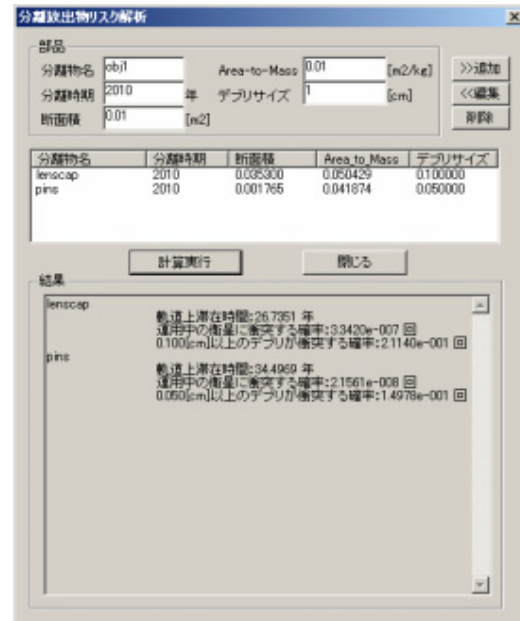 分離放出物リスク解析
部品
分離物名 obj1 Area-to-Mass 0.01 [m2/kg] >>追加
分離時期 2010 年 デブリサイズ 1 [cm] <<編集
断面積 0.01 [m2] 削除
分離物名 分離時期 断面積 Area_to_Mass デブリサイズ
lenscap 2010 0.035300 0.050429 0.100000
pins 2010 0.001765 0.041874 0.050000
計算実行 閉じる
結果
lenscap
軌道上滞在時間:26.7351 年
運用中の衛星に衝突する確率:3.3420e-007 回
0.100[cm]以上のデブリが衝突する確率:2.1140e-001 回
pins
軌道上滞在時間:34.4969 年
運用中の衛星に衝突する確率:2.1561e-008 回
0.050[cm]以上のデブリが衝突する確率:1.4978e-001 回